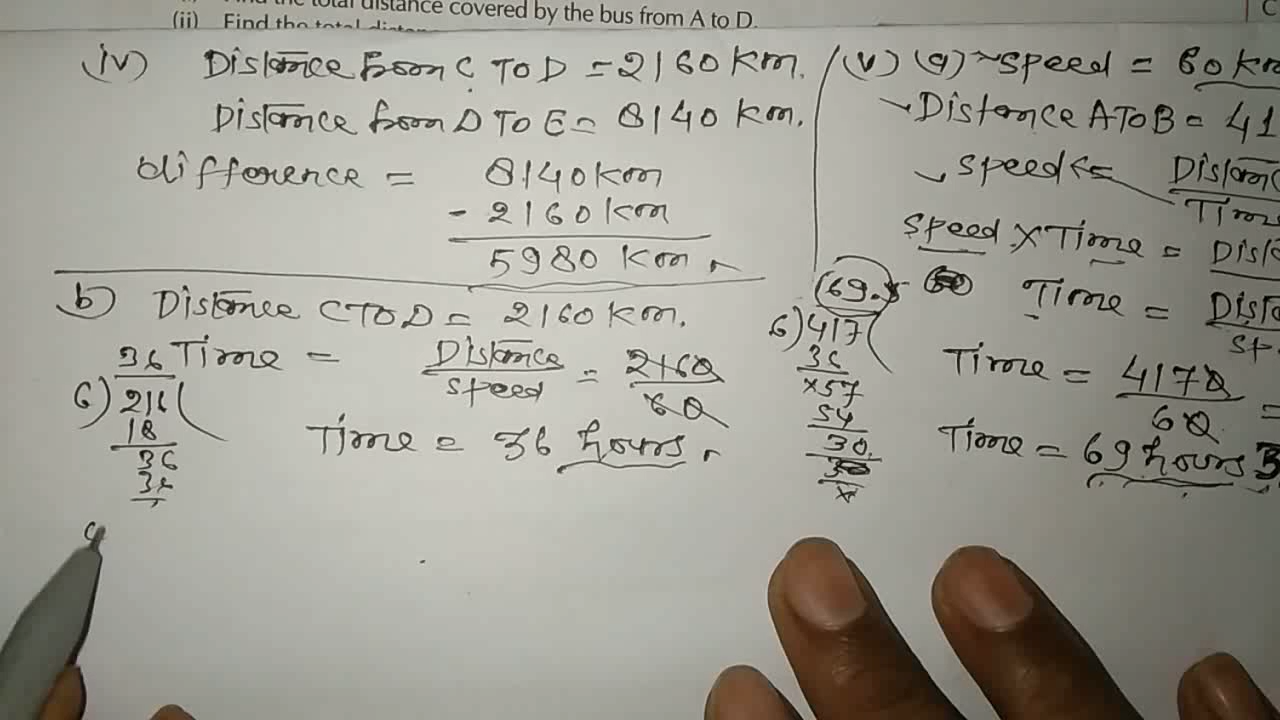 the total distance covered by the bus from A to D.
(ii) Find the total
(iv) Distance from C TO D = 2160 km.
Distance from D TO E = 8140 km.
difference = 8140 km
- 2160 km
5980 km
b) Distance C TO D = 2160 km.
Time = Distance / speed = 2160 / 60
36
6) 216 (
18
36
36
Time = 36 hours.
(v) (a) speed = 60 km
Distance A TO B = 41
speed =
Time
speed × Time =
Time =
69.5
6) 417 (
36
×57
54
30
30
×
Time = 4170 / 60 =
Time = 69 hours 3